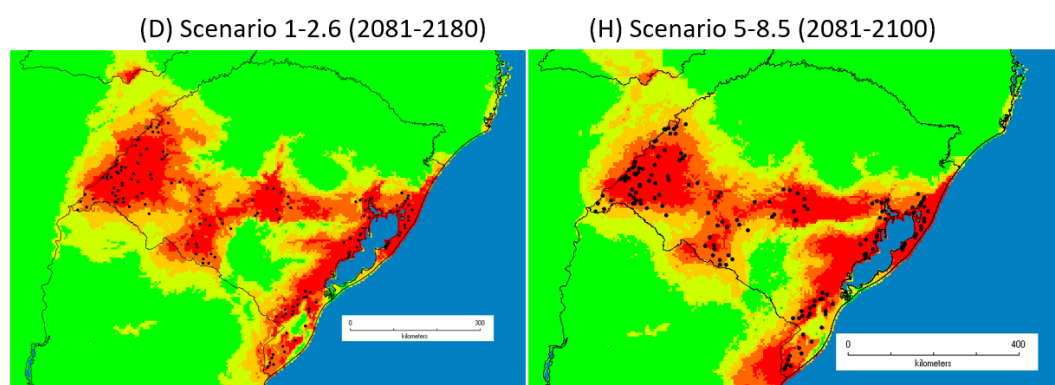 (D) Scenario 1-2.6 (2081-2180)
(H) Scenario 5-8.5 (2081-2100)
0 300
kilometers
0 400
kilometers